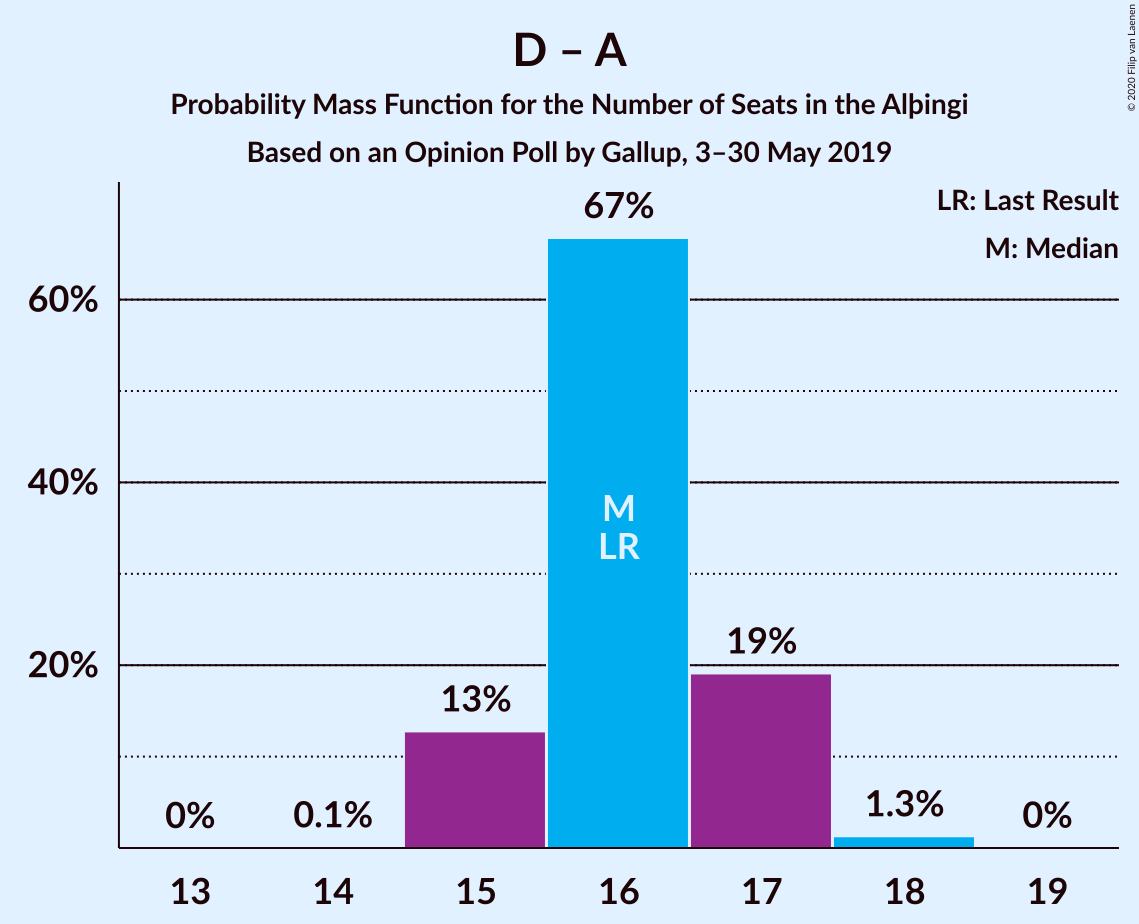 D – A
Probability Mass Function for the Number of Seats in the Alþingi
Based on an Opinion Poll by Gallup, 3–30 May 2019
© 2020 Filip van Laenen
LR: Last Result
M: Median
60%
40%
20%
0%
0.1%
13%
67%
M
LR
19%
1.3%
0%
13
14
15
16
17
18
19